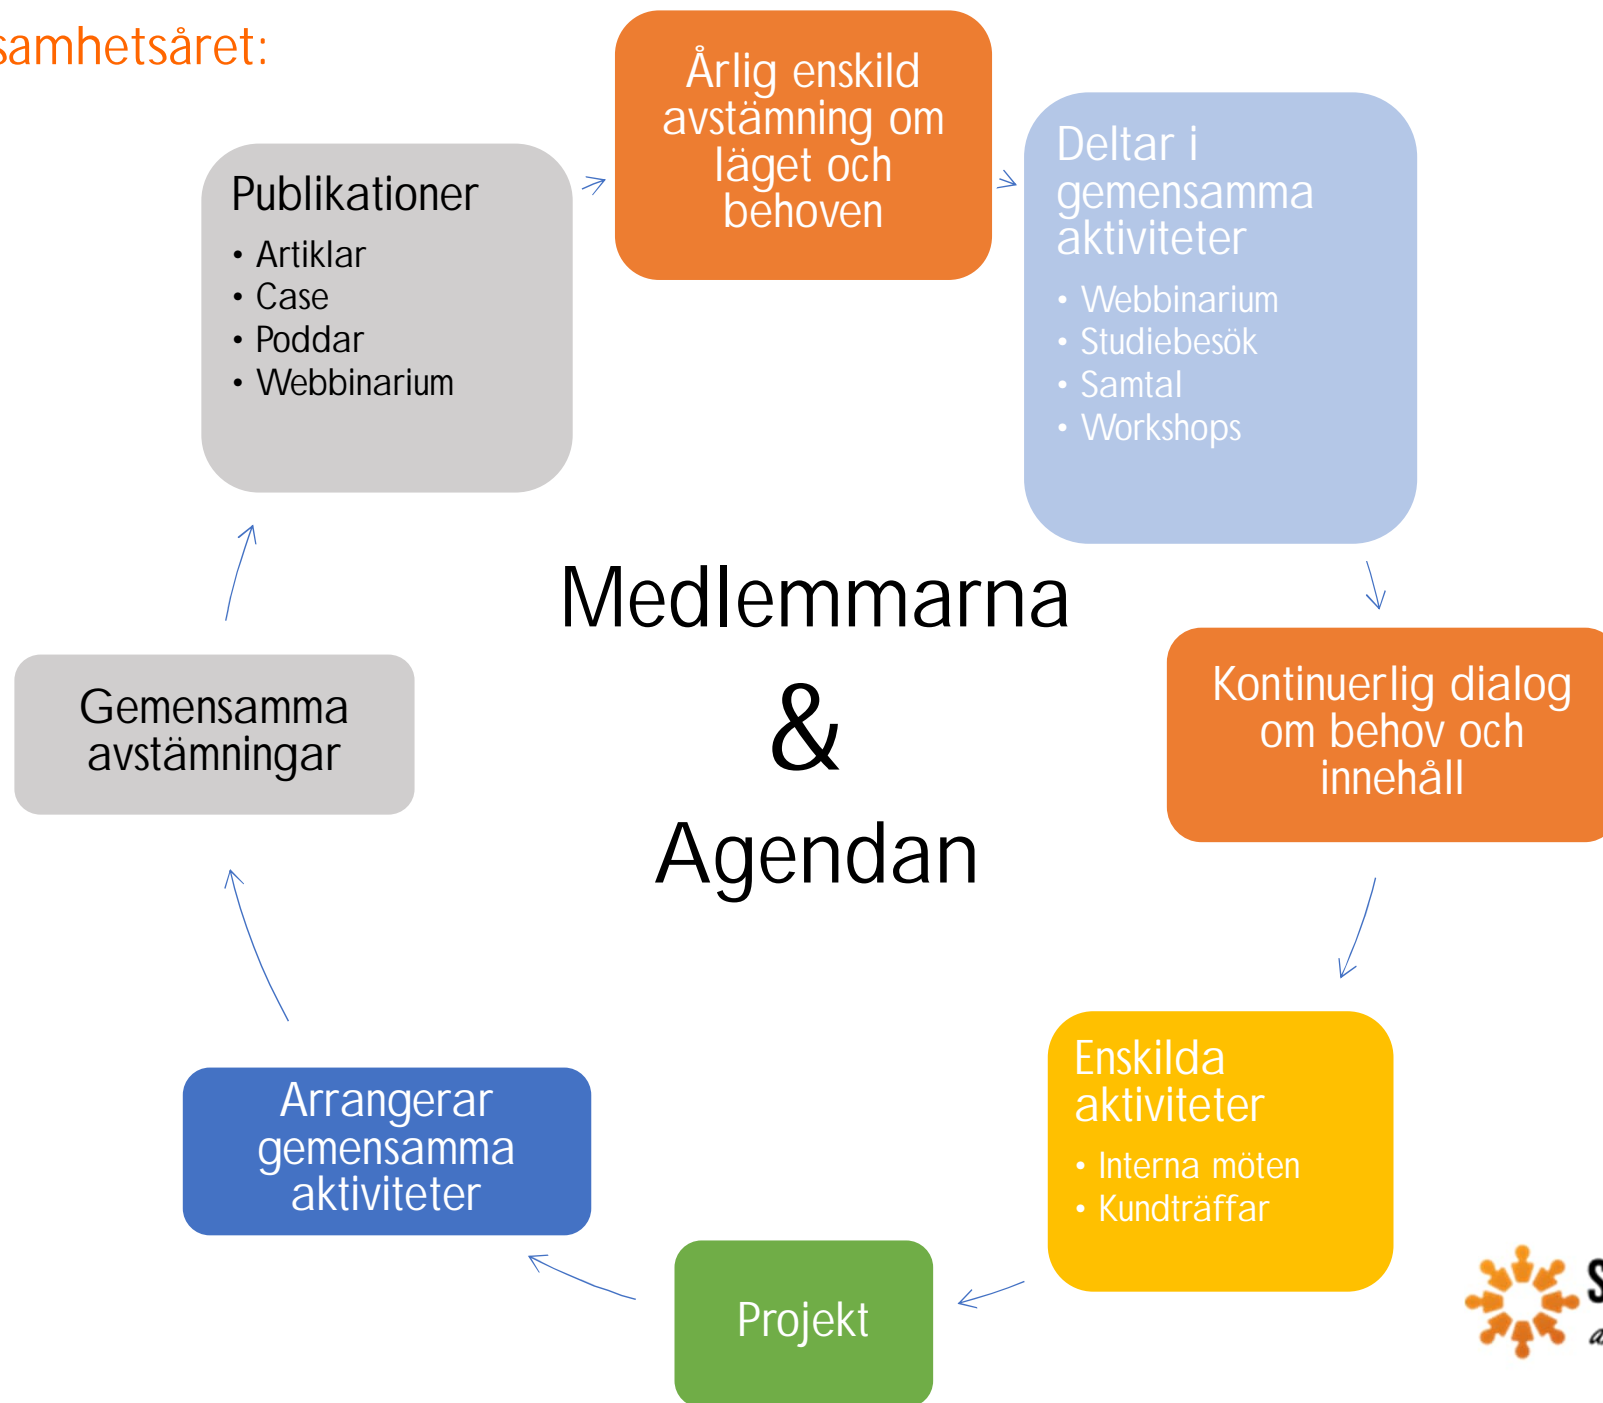 samhetsåret:
Årlig enskild
avstämning om
läget och
behoven
Deltar i
gemensamma
aktiviteter
• Webbinarium
• Studiebesök
• Samtal
• Workshops
Kontinuerlig dialog
om behov och
innehåll
Enskilda
aktiviteter
• Interna möten
• Kundträffar
Projekt
Arrangerar
gemensamma
aktiviteter
Gemensamma
avstämningar
Publikationer
• Artiklar
• Case
• Poddar
• Webbinarium
Medlemmarna
&
Agendan